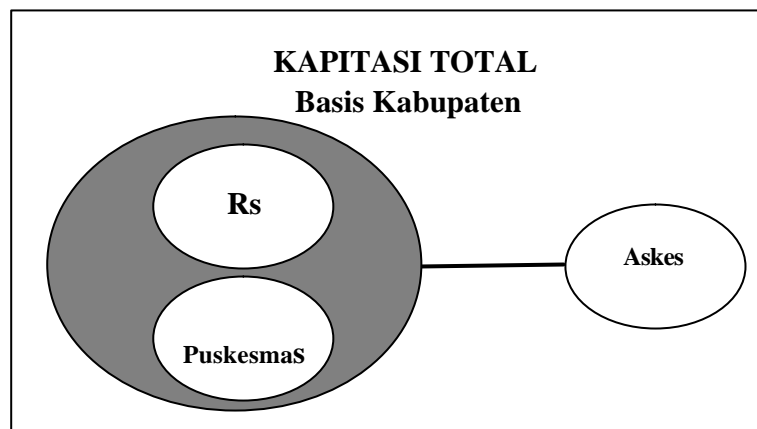 KAPITASI TOTAL
Basis Kabupaten
Rs
Askes
Puskesmas